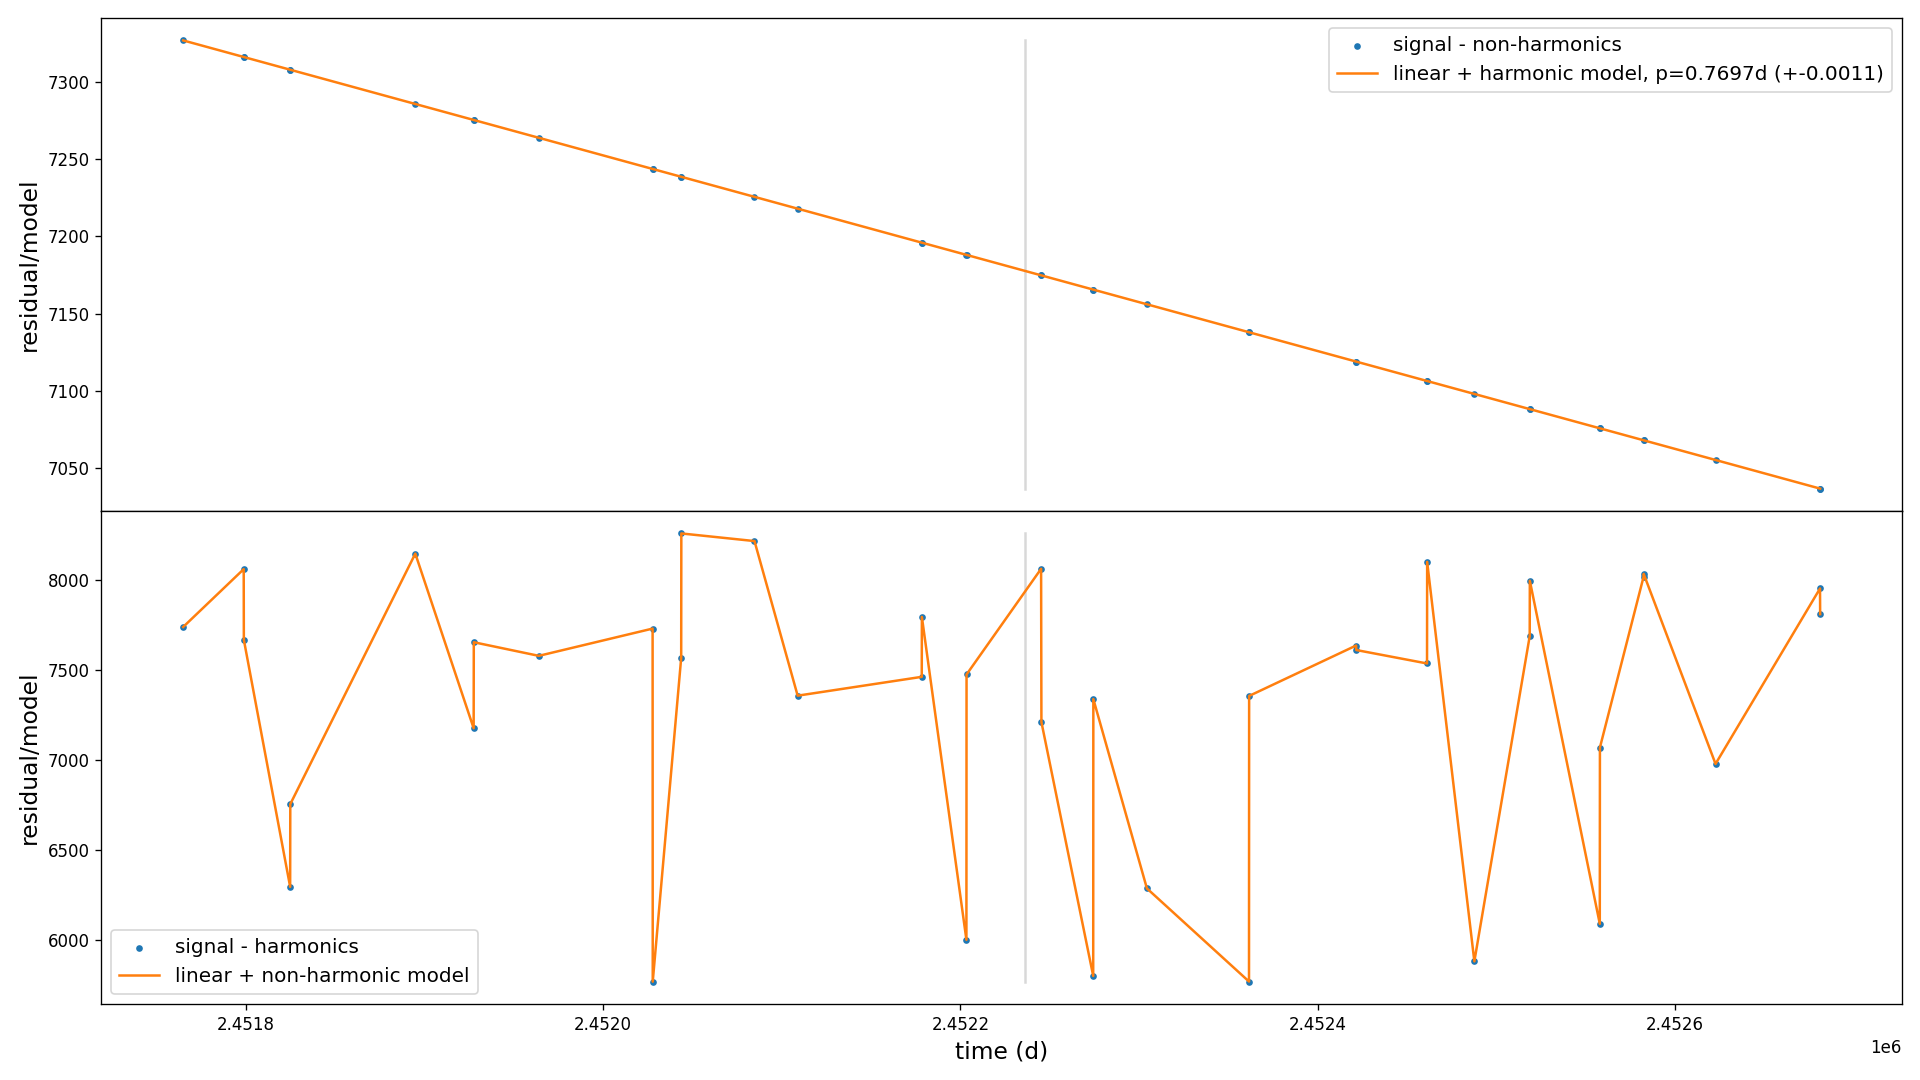 signal - non-harmonics
linear + harmonic model, p=0.7697d (+-0.0011)
residual/model
7300
7250
7200
7150
7100
7050
residual/model
8000
7500
7000
6500
6000
signal - harmonics
linear + non-harmonic model
2.4518
2.4520
2.4522
2.4524
2.4526
time (d)
1e6